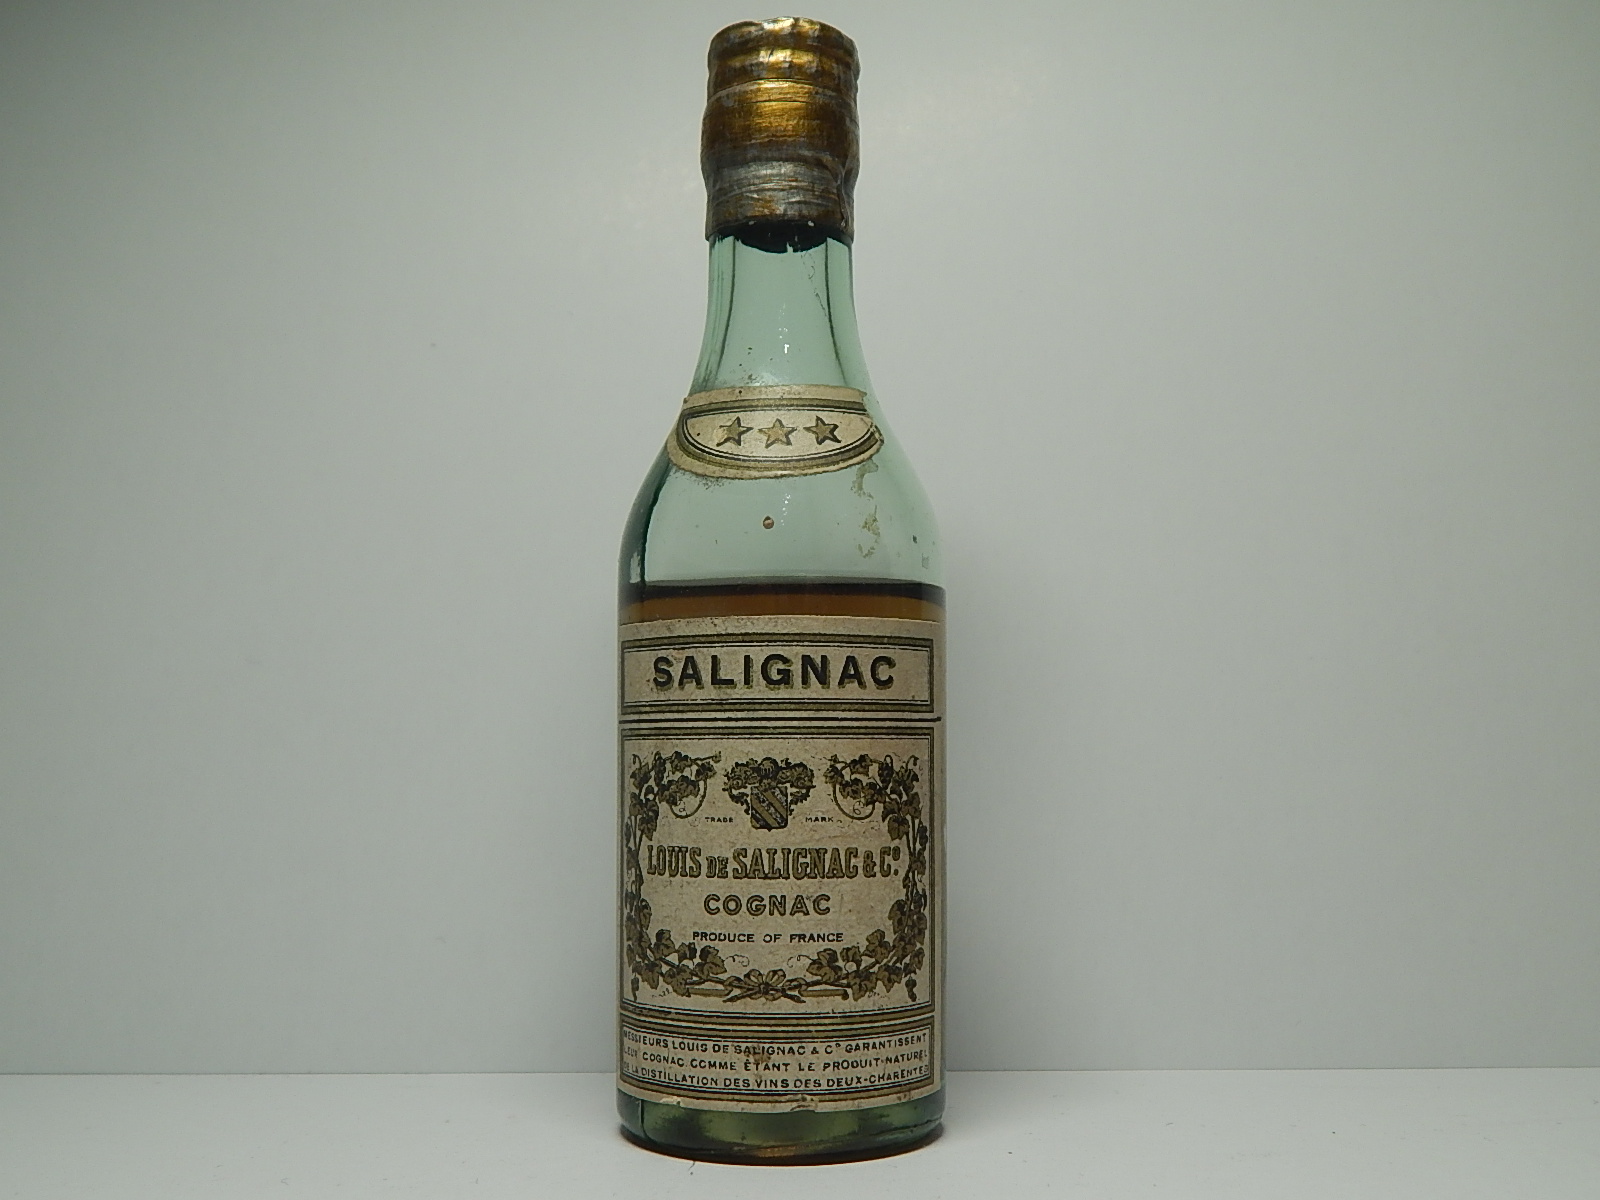 SALIGNAC
TRADE MARK
LOUIS DE SALIGNAC & Cº
COGNAC
PRODUCE OF FRANCE
MESSIEURS LOUIS DE SALIGNAC & Cº GARANTISSENT
LEUR COGNAC COMME ÊTANT LE PRODUIT NATUREL
DE LA DISTILLATION DES VINS DES DEUX-CHARENTES